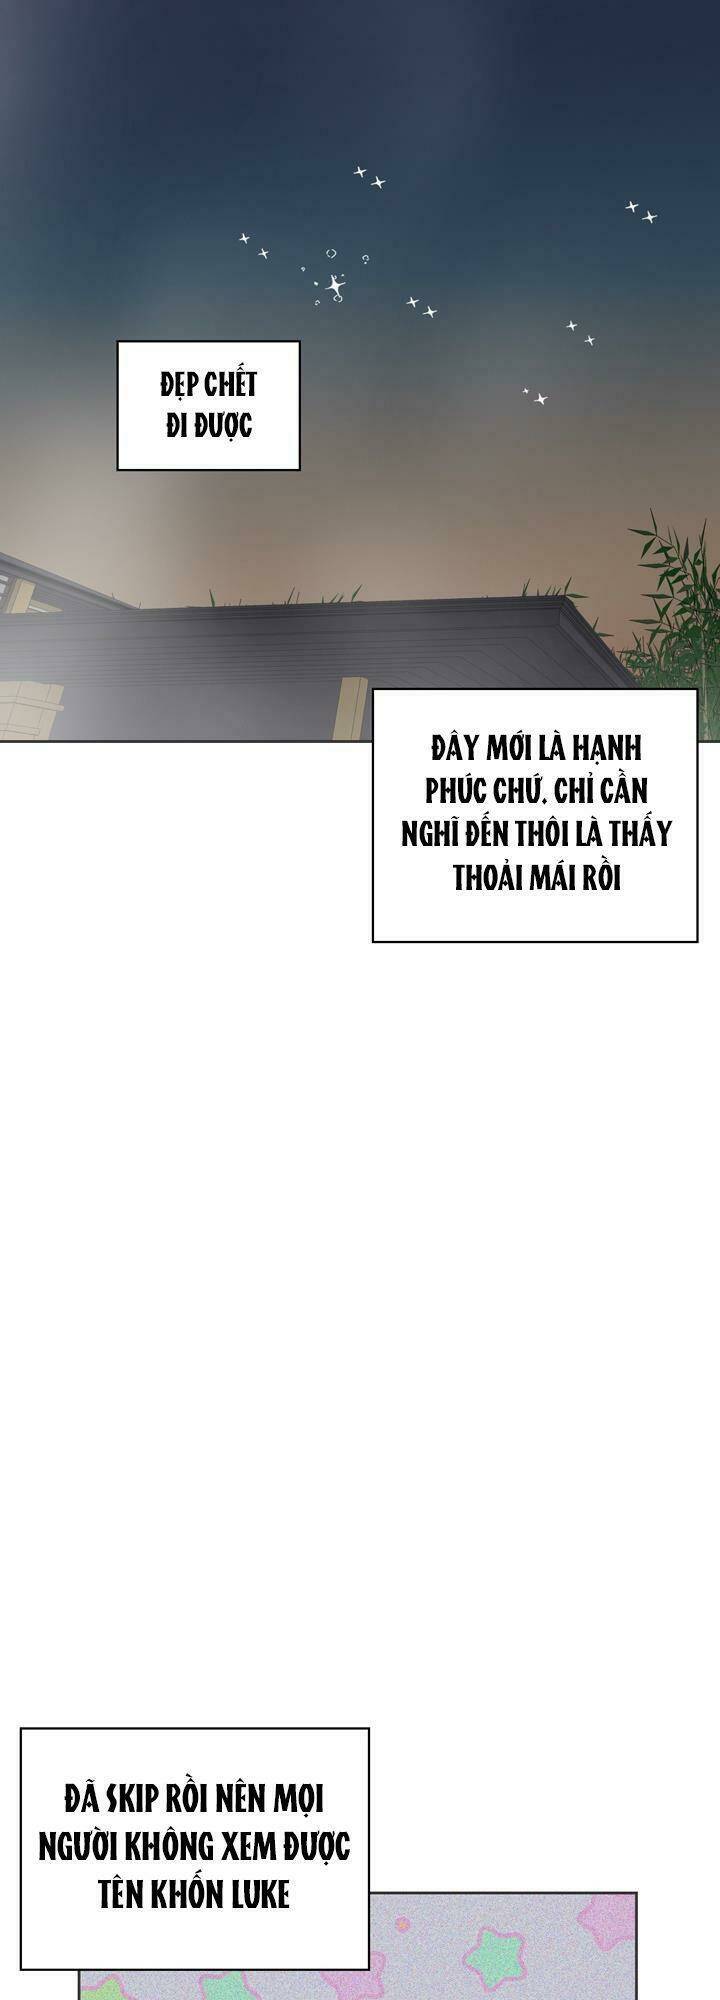 ĐẸP CHẾT
ĐI ĐƯỢC
ĐÂY MỚI LÀ HẠNH
PHÚC CHỨ. CHỈ CẦN
NGHĨ ĐẾN THÔI LÀ THẤY
THOẢI MÁI RỒI
ĐÃ SKIP RỒI NÊN MỌI
NGƯỜI KHÔNG XEM ĐƯỢC
TÊN KHỐN LUKE